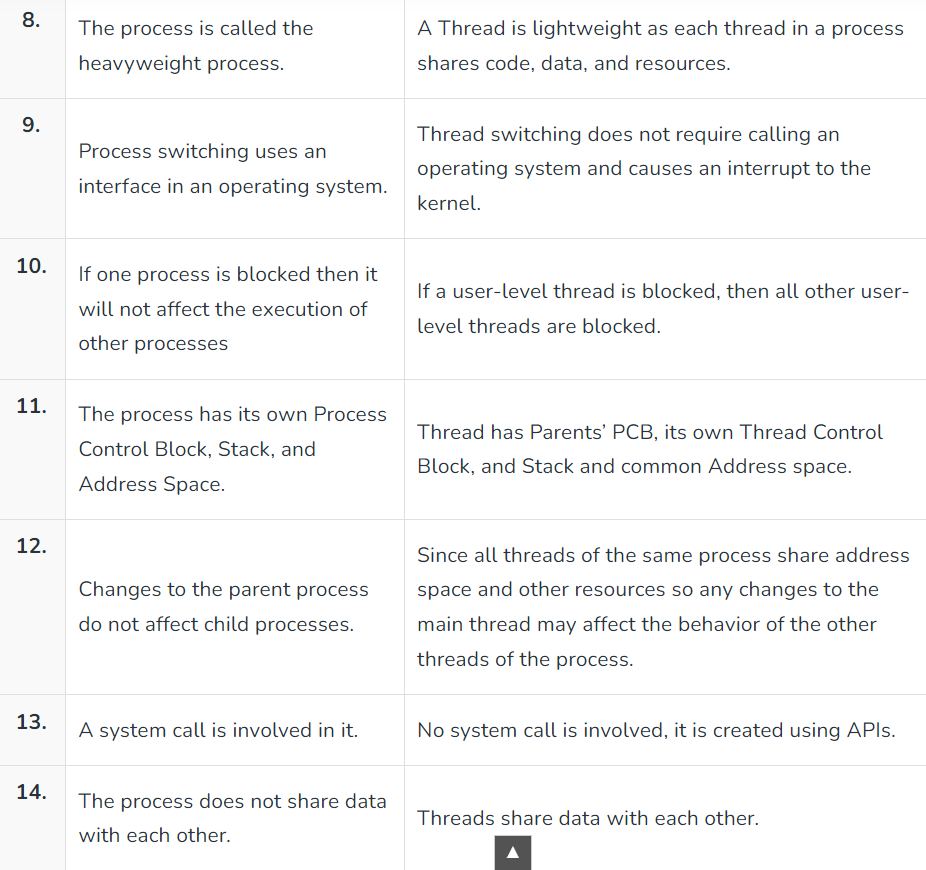 8.
The process is called the
heavyweight process.
A Thread is lightweight as each thread in a process
shares code, data, and resources.
9.
Process switching uses an
interface in an operating system.
Thread switching does not require calling an
operating system and causes an interrupt to the
kernel.
10.
If one process is blocked then it
will not affect the execution of
other processes
If a user-level thread is blocked, then all other user-
level threads are blocked.
11.
The process has its own Process
Control Block, Stack, and
Address Space.
Thread has Parents’ PCB, its own Thread Control
Block, and Stack and common Address space.
12.
Changes to the parent process
do not affect child processes.
Since all threads of the same process share address
space and other resources so any changes to the
main thread may affect the behavior of the other
threads of the process.
13.
A system call is involved in it.
No system call is involved, it is created using APIs.
14.
The process does not share data
with each other.
Threads share data with each other.